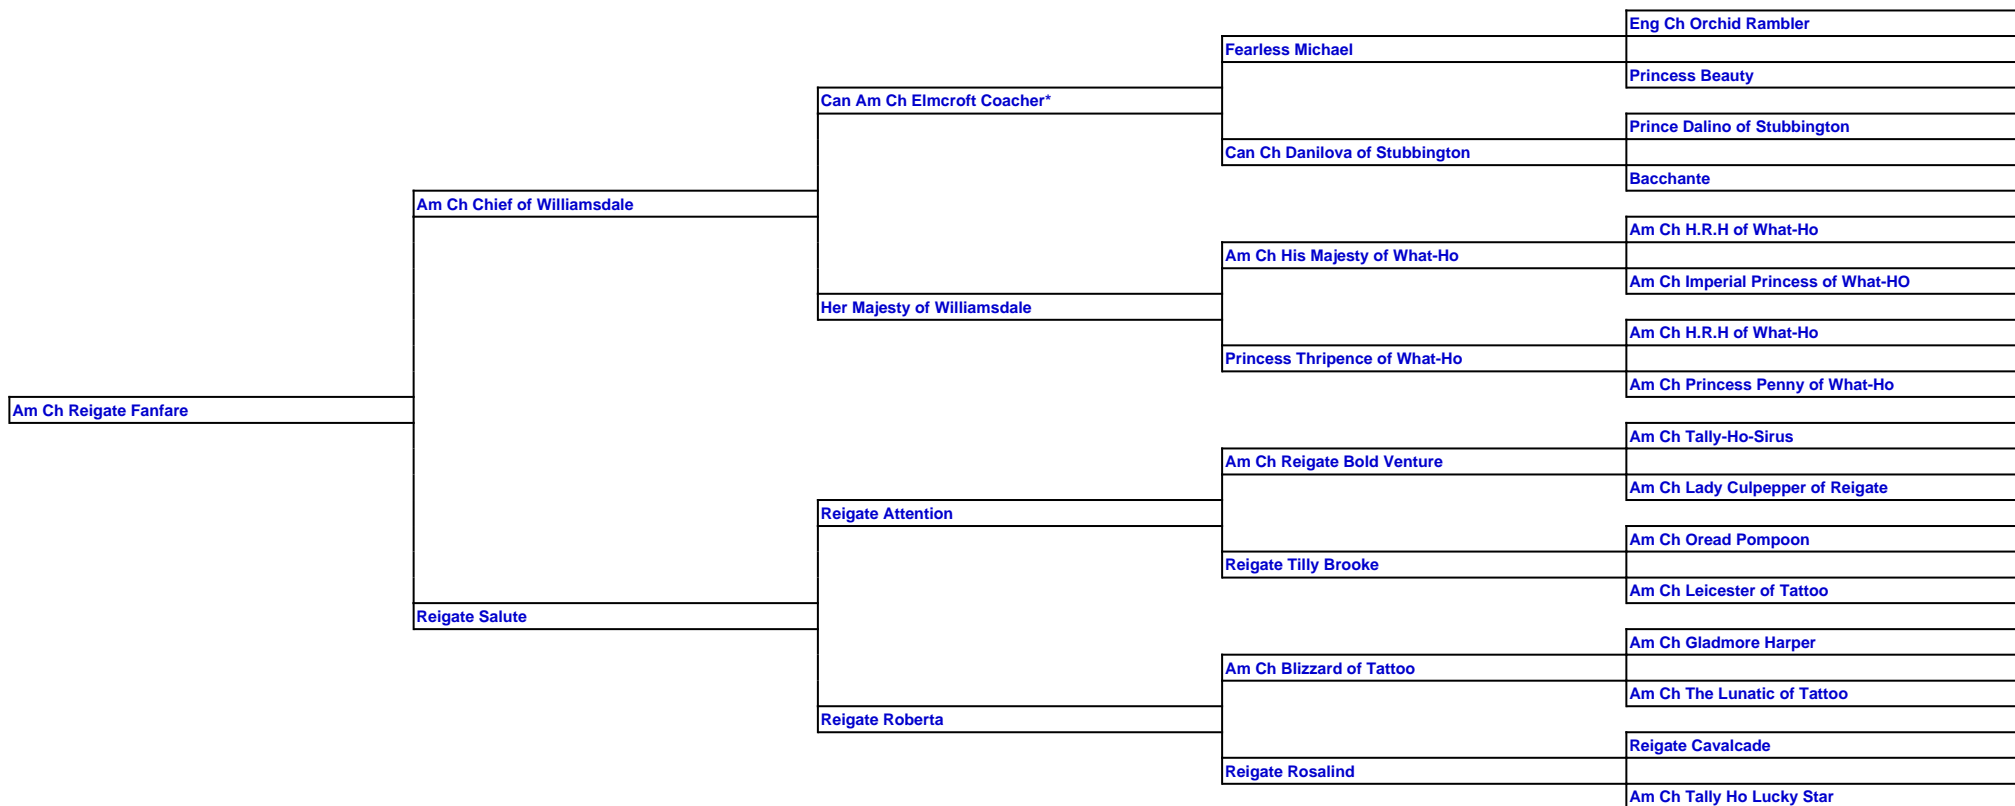 Eng Ch Orchid Rambler
Fearless Michael
Princess Beauty
Can Am Ch Elmcroft Coacher*
Prince Dalino of Stubbington
Can Ch Danilova of Stubbington
Bacchante
Am Ch Chief of Williamsdale
Am Ch H.R.H of What-Ho
Am Ch His Majesty of What-Ho
Am Ch Imperial Princess of What-HO
Her Majesty of Williamsdale
Am Ch H.R.H of What-Ho
Princess Thripence of What-Ho
Am Ch Princess Penny of What-Ho
Am Ch Reigate Fanfare
Am Ch Tally-Ho-Sirus
Am Ch Reigate Bold Venture
Am Ch Lady Culpepper of Reigate
Reigate Attention
Am Ch Oread Pompoon
Reigate Tilly Brooke
Am Ch Leicester of Tattoo
Reigate Salute
Am Ch Gladmore Harper
Am Ch Blizzard of Tattoo
Am Ch The Lunatic of Tattoo
Reigate Roberta
Reigate Cavalcade
Reigate Rosalind
Am Ch Tally Ho Lucky Star